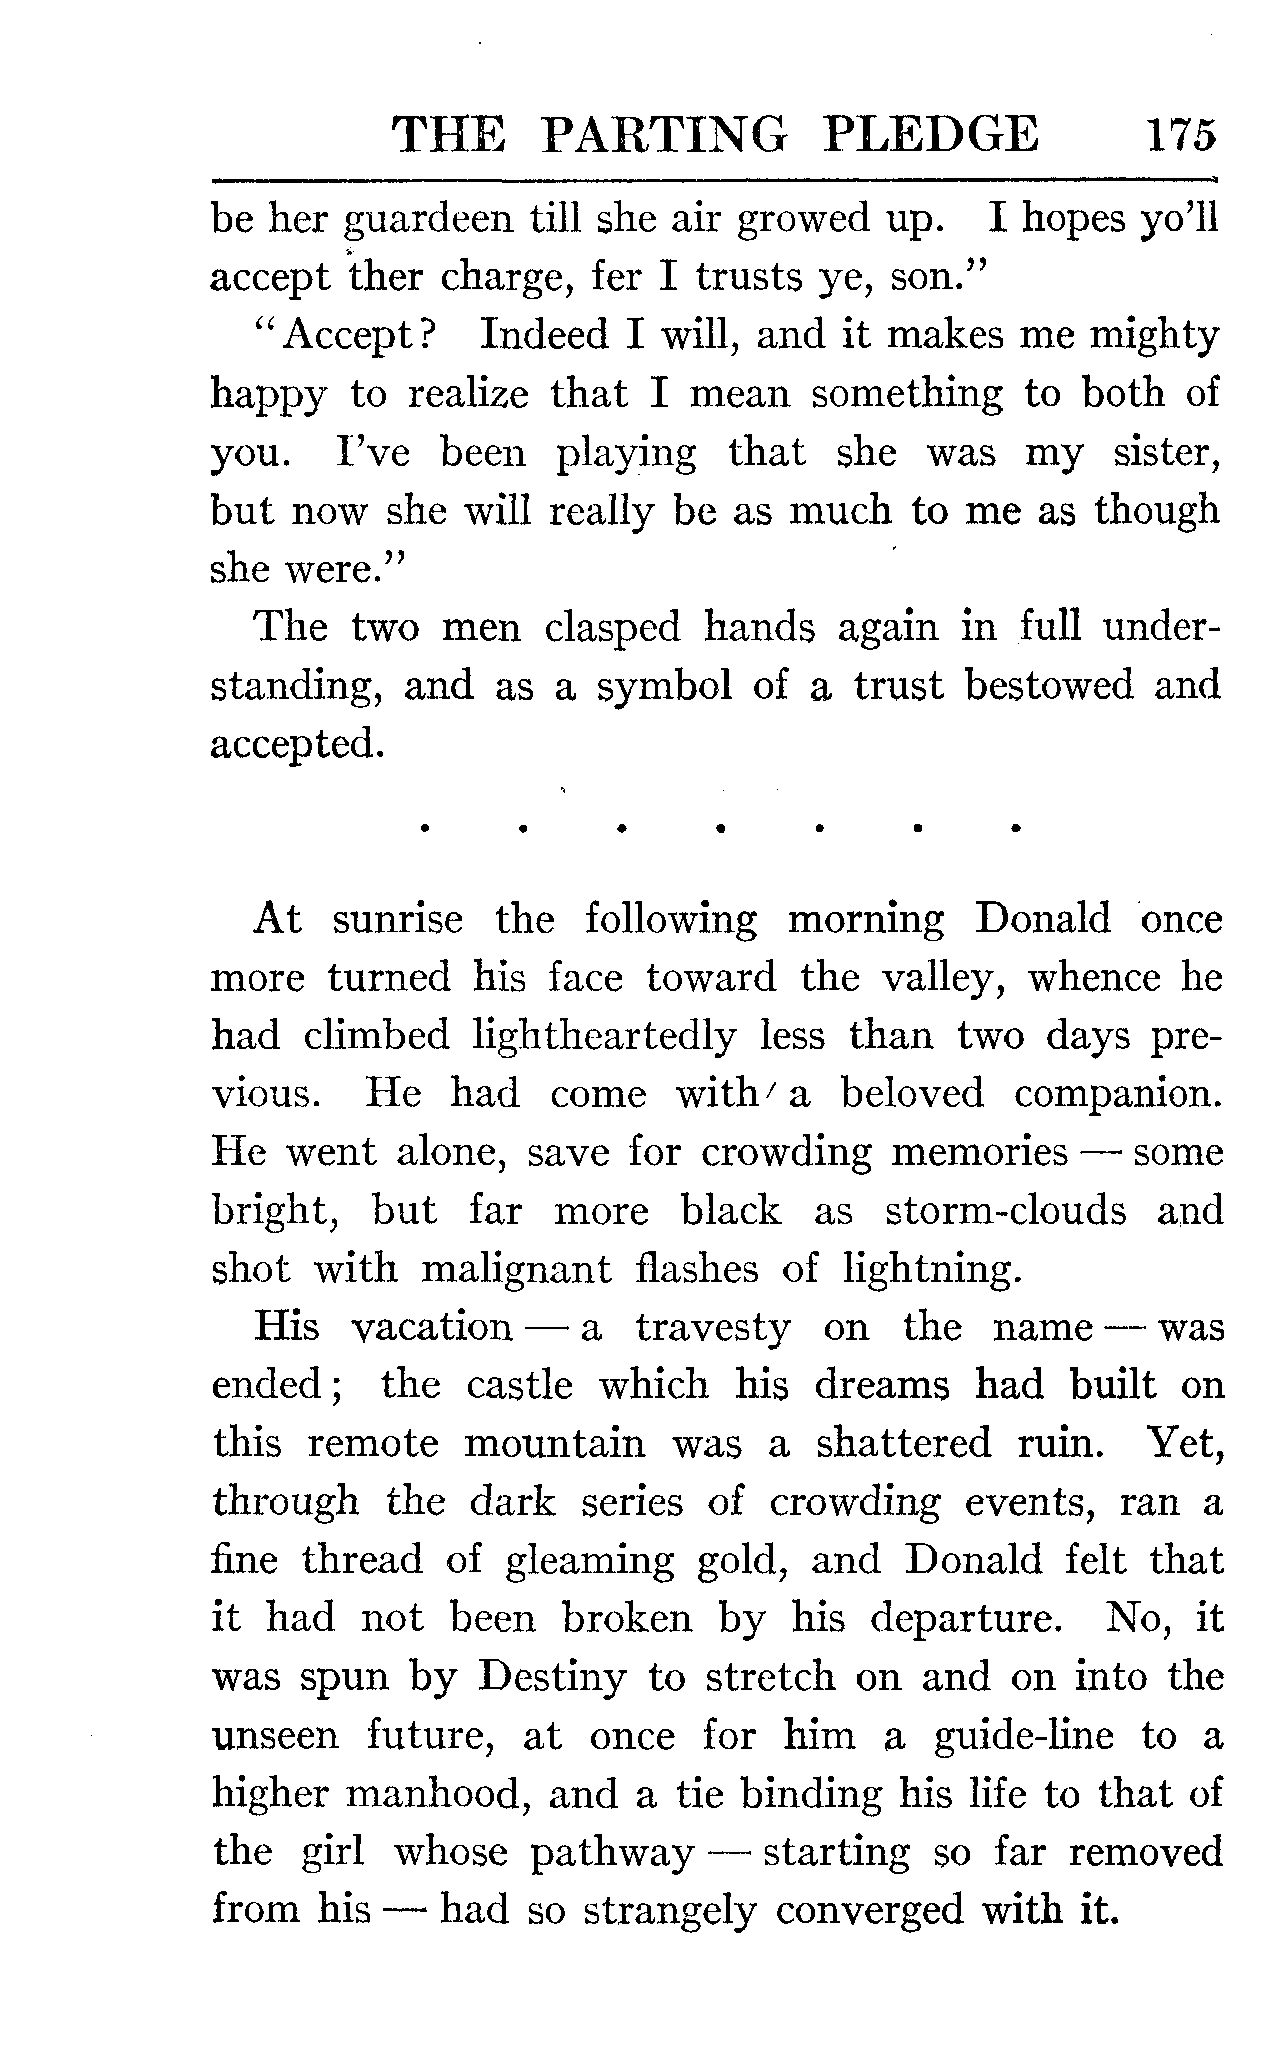 THE PARTING PLEDGE 175
be her guardeen till she air growed up. I hopes yo'll
accept ther charge, fer I trusts ye, son."
"Accept? Indeed I will, and it makes me mighty
happy to realize that I mean something to both of
you. I've been playing that she was my sister,
but now she will really be as much to me as though
she were."
The two men clasped hands again in full under-
standing, and as a symbol of a trust bestowed and
accepted.
. . . . . . .
At sunrise the following morning Donald once
more turned his face toward the valley, whence he
had climbed lightheartedly less than two days pre-
vious. He had come with a beloved companion.
He went alone, save for crowding memories — some
bright, but far more black as storm-clouds and
shot with malignant flashes of lightning.
His vacation — a travesty on the name — was
ended; the castle which his dreams had built on
this remote mountain was a shattered ruin. Yet,
through the dark series of crowding events, ran a
fine thread of gleaming gold, and Donald felt that
it had not been broken by his departure. No, it
was spun by Destiny to stretch on and on into the
unseen future, at once for him a guide-line to a
higher manhood, and a tie binding his life to that of
the girl whose pathway — starting so far removed
from his — had so strangely converged with it.